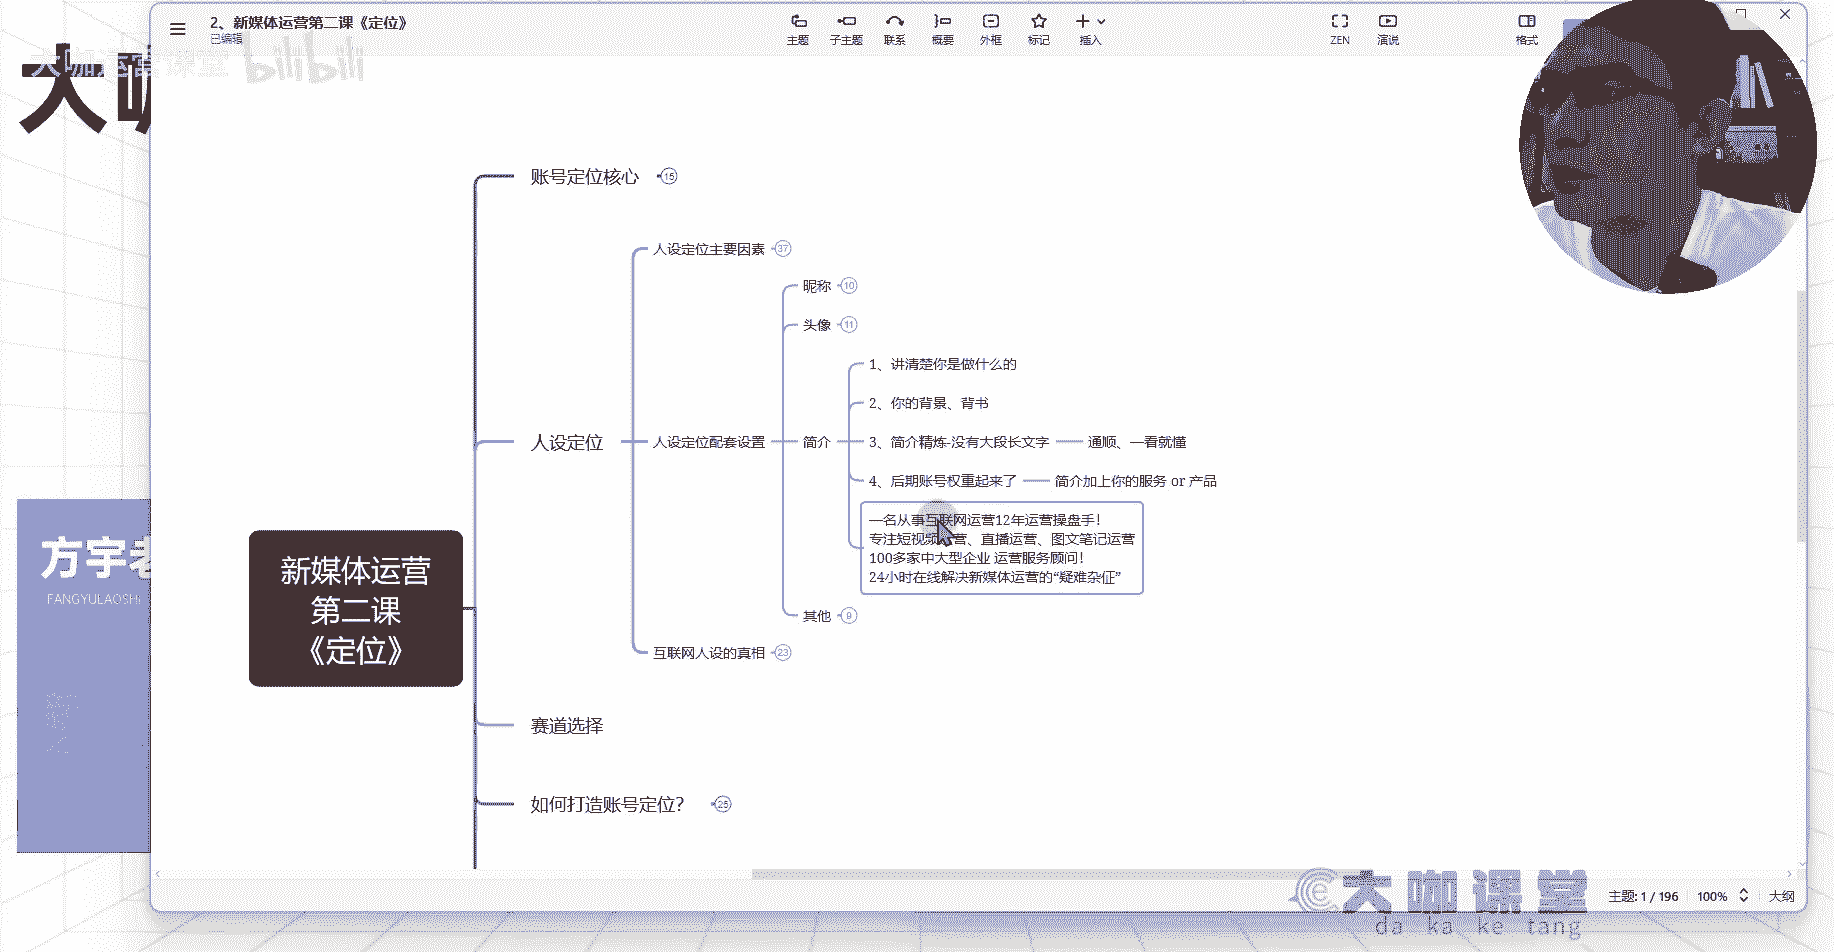 2、新媒体运营第二课《定位》
已编辑
主题
子主题
联系
概要
外框
标记
插入
ZEN
演说
格式
大咖运营课堂
bilibili
大咖
账号定位核心
15
人设定位主要因素
37
昵称
10
头像
11
1、讲清楚你是做什么的
2、你的背景、背书
人设定位
人设定位配套设置
简介
3、简介精炼-没有大段长文字
通顺、一看就懂
4、后期账号权重起来了
简介加上你的服务 or 产品
一名从事互联网运营12年运营操盘手!
专注短视频运营、直播运营、图文笔记运营
100多家中大型企业 运营服务顾问!
24小时在线解决新媒体运营的“疑难杂怔”
其他
9
互联网人设的真相
23
新媒体运营
第二课
《定位》
赛道选择
如何打造账号定位?
25
方宇老
FANGYULAOSHI
大咖课堂
da ka ke tang
主题: 1 / 196
100%
大纲